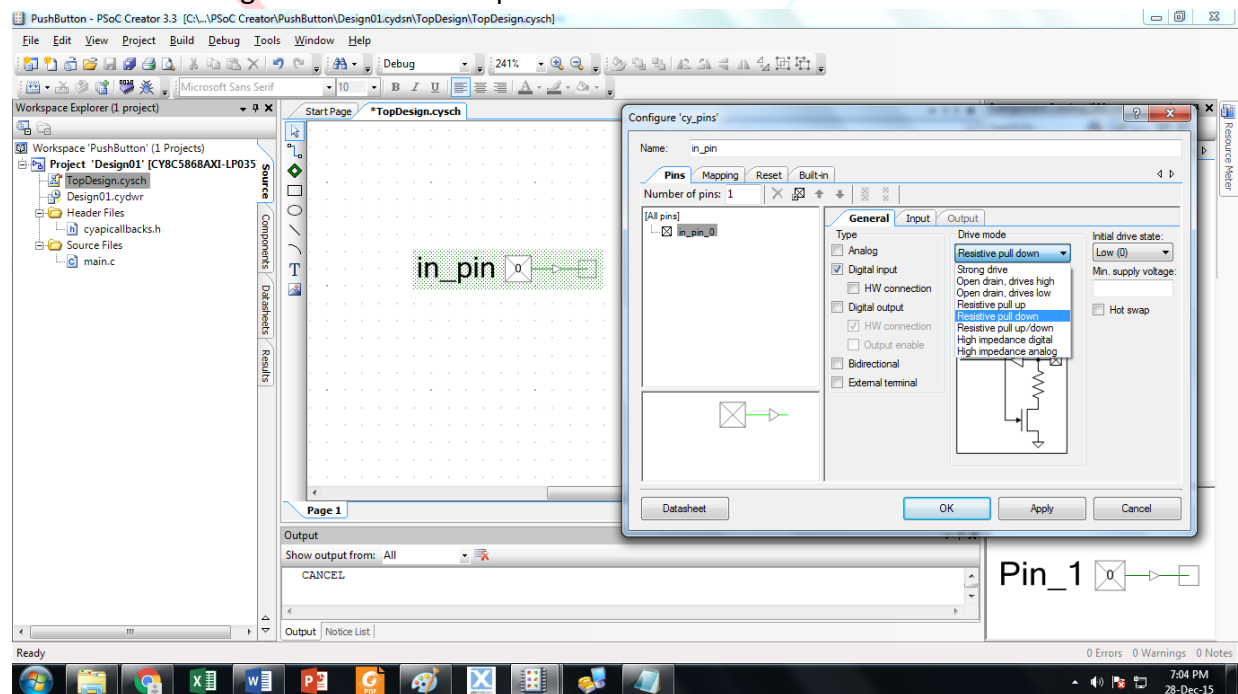 PushButton - PSoC Creator 3.3 [C:\...\PSoC Creator\PushButton\Design01.cydsn\TopDesign\TopDesign.cysch]
File Edit View Project Build Debug Tools Window Help
Debug 241%
Microsoft Sans Serif 10 B I U A
Workspace Explorer (1 project)
Workspace 'PushButton' (1 Projects)
Project 'Design01' [CY8C5868AXI-LP035
TopDesign.cysch
Design01.cydwr
Header Files
cyapicallbacks.h
Source Files
main.c
Source
Components
Datasheets
Results
Start Page *TopDesign.cysch
in_pin 0
Page 1
Configure 'cy_pins'
Name: in_pin
Pins Mapping Reset Built-in
Number of pins: 1
[All pins]
in_pin_0
General Input Output
Type
Analog
Digital input
HW connection
Digital output
HW connection
Output enable
Bidirectional
External terminal
Drive mode
Resistive pull down
Strong drive
Open drain, drives high
Open drain, drives low
Resistive pull up
Resistive pull down
Resistive pull up/down
High impedance digital
High impedance analog
Initial drive state:
Low (0)
Min. supply voltage:
Hot swap
Datasheet OK Apply Cancel
Resource Meter
Output
Show output from: All
CANCEL
Output Notice List
Pin_1 0
Ready 0 Errors 0 Warnings 0 Notes
7:04 PM
28-Dec-15